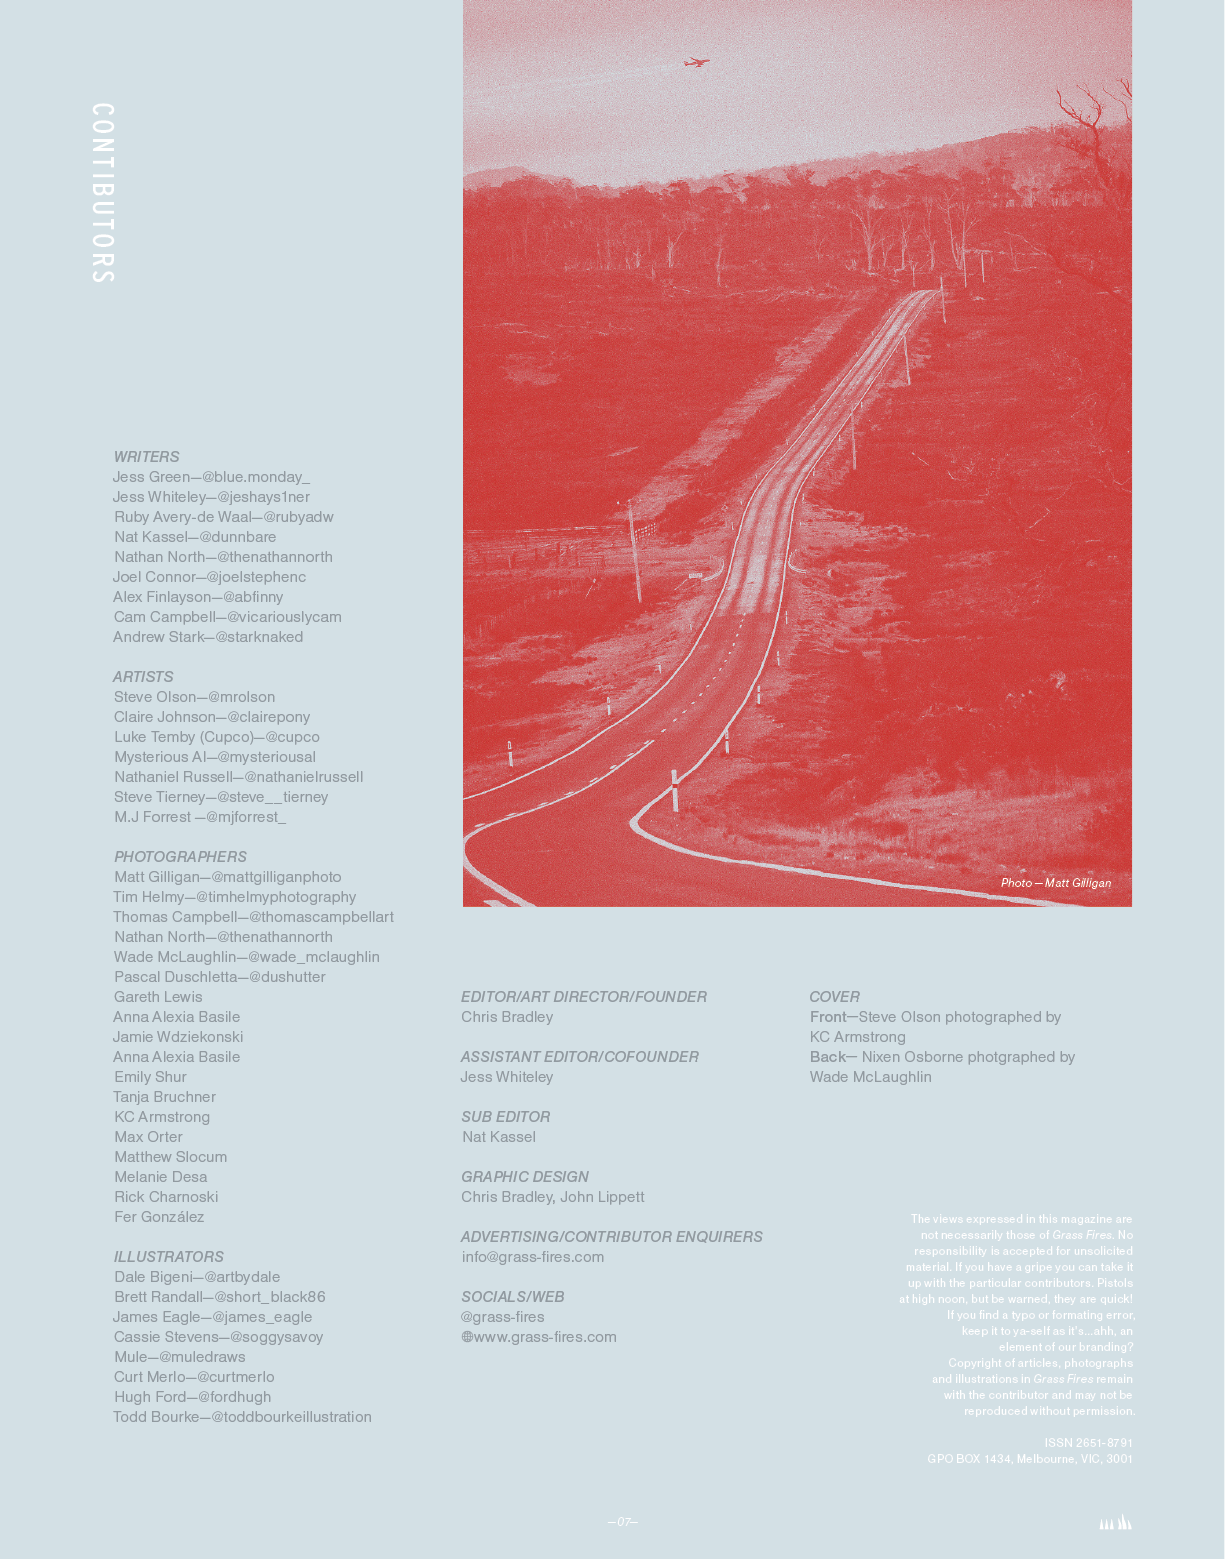 CONTIBUTORS
WRITERS
Jess Green—@blue.monday_
Jess Whiteley—@jeshays1ner
Ruby Avery-de Waal—@rubyadw
Nat Kassel—@dunnbare
Nathan North—@thenathannorth
Joel Connor—@joelstephenc
Alex Finlayson—@abfinny
Cam Campbell—@vicariouslycam
Andrew Stark—@starknaked
ARTISTS
Steve Olson—@mrolson
Claire Johnson—@clairepony
Luke Temby (Cupco)—@cupco
Mysterious Al—@mysteriousal
Nathaniel Russell—@nathanielrussell
Steve Tierney—@steve__tierney
M.J Forrest —@mjforrest_
PHOTOGRAPHERS
Matt Gilligan—@mattgilliganphoto
Tim Helmy—@timhelmyphotography
Thomas Campbell—@thomascampbellart
Nathan North—@thenathannorth
Wade McLaughlin—@wade_mclaughlin
Pascal Duschletta—@dushutter
Gareth Lewis
Anna Alexia Basile
Jamie Wdziekonski
Anna Alexia Basile
Emily Shur
Tanja Bruchner
KC Armstrong
Max Orter
Matthew Slocum
Melanie Desa
Rick Charnoski
Fer González
ILLUSTRATORS
Dale Bigeni—@artbydale
Brett Randall—@short_black86
James Eagle—@james_eagle
Cassie Stevens—@soggysavoy
Mule—@muledraws
Curt Merlo—@curtmerlo
Hugh Ford—@fordhugh
Todd Bourke—@toddbourkeillustration
Photo — Matt Gilligan
EDITOR/ART DIRECTOR/FOUNDER
Chris Bradley
ASSISTANT EDITOR/COFOUNDER
Jess Whiteley
SUB EDITOR
Nat Kassel
GRAPHIC DESIGN
Chris Bradley, John Lippett
ADVERTISING/CONTRIBUTOR ENQUIRERS
info@grass-fires.com
SOCIALS/WEB
@grass-fires
www.grass-fires.com
COVER
Front—Steve Olson photographed by
KC Armstrong
Back— Nixen Osborne photgraphed by
Wade McLaughlin
The views expressed in this magazine are
not necessarily those of Grass Fires. No
responsibility is accepted for unsolicited
material. If you have a gripe you can take it
up with the particular contributors. Pistols
at high noon, but be warned, they are quick!
If you find a typo or formating error,
keep it to ya-self as it's...ahh, an
element of our branding?
Copyright of articles, photographs
and illustrations in Grass Fires remain
with the contributor and may not be
reproduced without permission.
ISSN 2651-8791
GPO BOX 1434, Melbourne, VIC, 3001
—07—